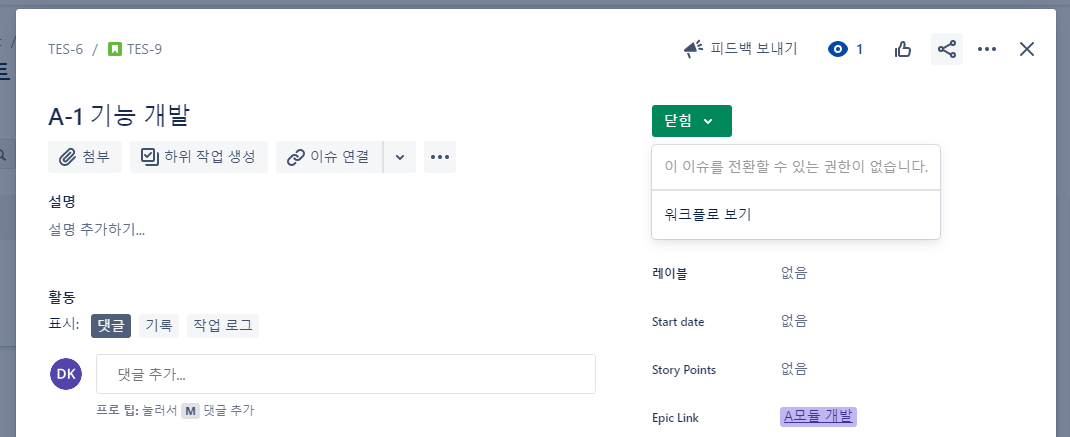 TES-6 / TES-9
피드백 보내기
1
A-1 기능 개발
닫힘
첨부
하위 작업 생성
이슈 연결
이 이슈를 전환할 수 있는 권한이 없습니다.
워크플로 보기
설명
설명 추가하기...
레이블 없음
활동
표시: 댓글 기록 작업 로그
Start date 없음
Story Points 없음
DK 댓글 추가...
프로 팁: 눌러서 M 댓글 추가
Epic Link A모듈 개발